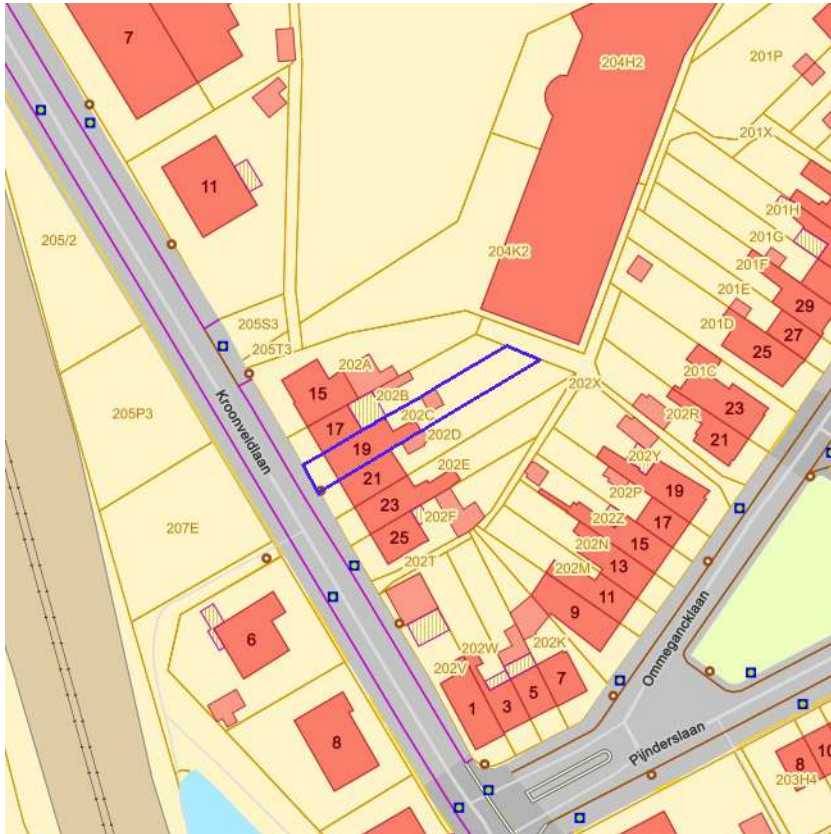 7
204H2
201P
201X
11
201H
201G
205/2
204K2
201F
201E
29
201D
27
205S3
25
205T3
202A
202X
201C
15
202B
205P3
202C
202R
23
17
Kroonveldlaan
19
202D
21
202Y
202E
21
202P
19
23
202F
202Z
17
207E
25
15
202N
202T
13
202M
11
9
6
202W
202K
202V
Ommegancklaan
7
5
1
3
8
Pijnderslaan
8
10
203H4